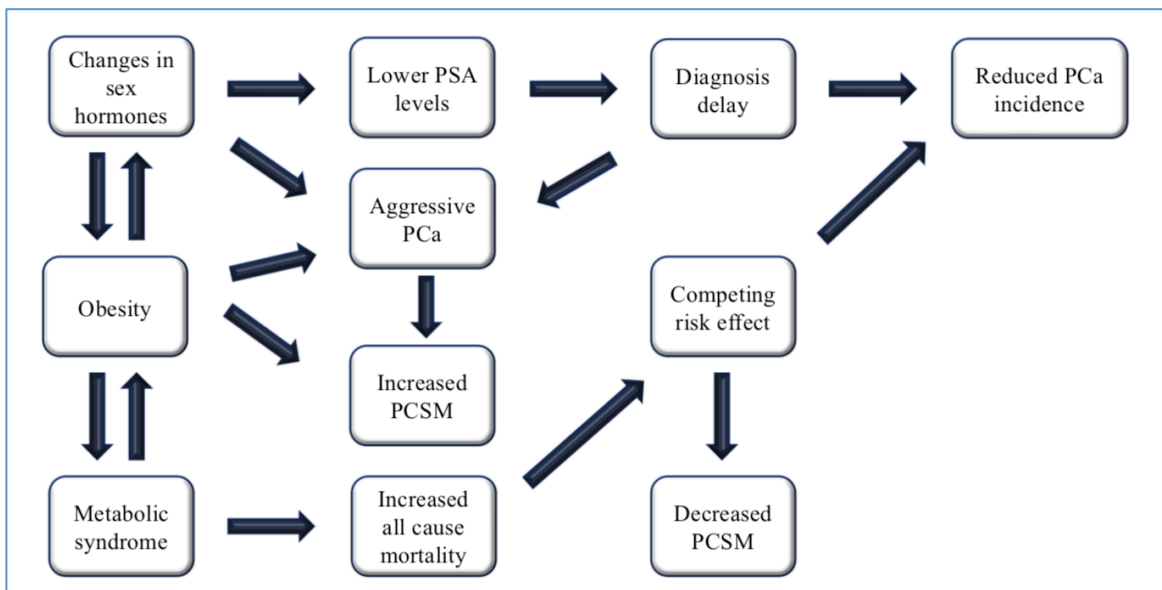 Changes in
sex
hormones
Lower PSA
levels
Diagnosis
delay
Reduced PCa
incidence
Aggressive
PCa
Obesity
Competing
risk effect
Increased
PCSM
Metabolic
syndrome
Increased
all cause
mortality
Decreased
PCSM